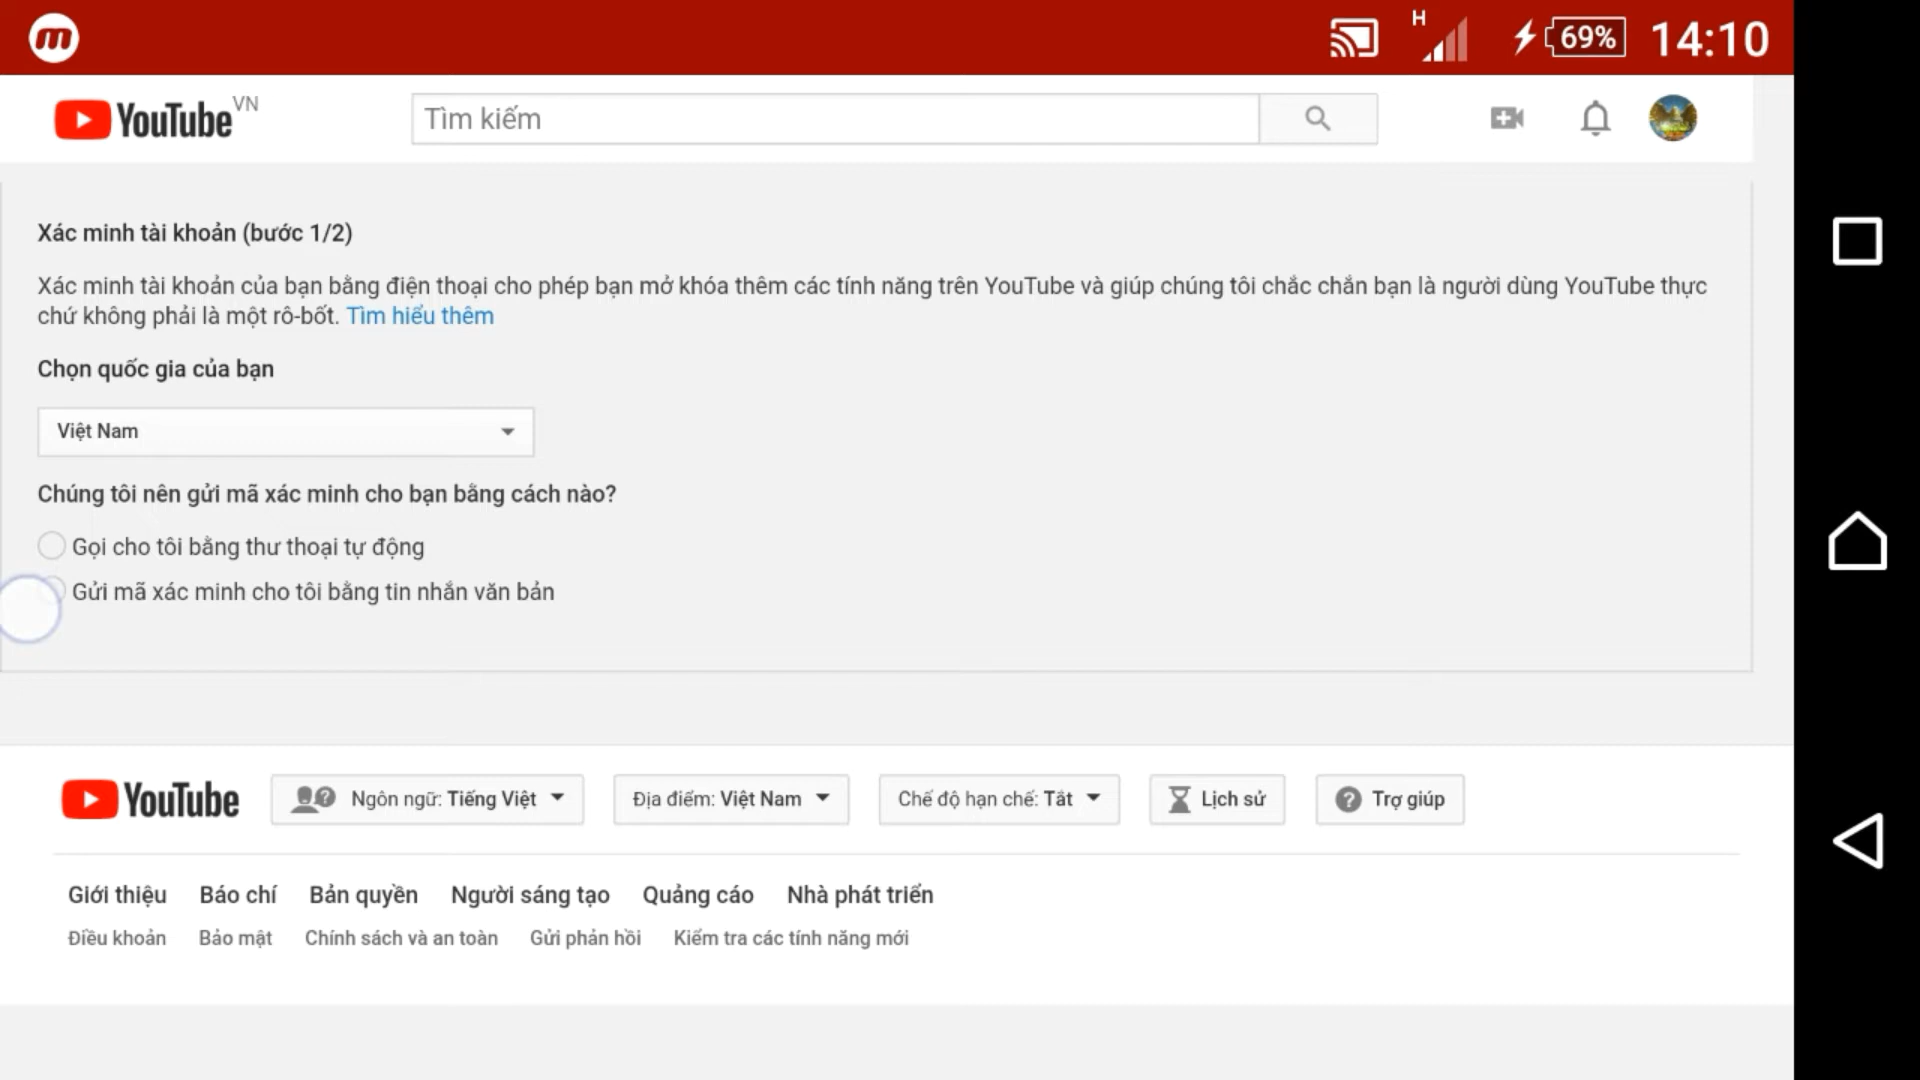 m
H
69%
14:10
YouTube VN
Tìm kiếm
Xác minh tài khoản (bước 1/2)
Xác minh tài khoản của bạn bằng điện thoại cho phép bạn mở khóa thêm các tính năng trên YouTube và giúp chúng tôi chắc chắn bạn là người dùng YouTube thực
chứ không phải là một rô-bốt. Tìm hiểu thêm
Chọn quốc gia của bạn
Việt Nam
Chúng tôi nên gửi mã xác minh cho bạn bằng cách nào?
Gọi cho tôi bằng thư thoại tự động
Gửi mã xác minh cho tôi bằng tin nhắn văn bản
YouTube
Ngôn ngữ: Tiếng Việt
Địa điểm: Việt Nam
Chế độ hạn chế: Tắt
Lịch sử
Trợ giúp
Giới thiệu Báo chí Bản quyền Người sáng tạo Quảng cáo Nhà phát triển
Điều khoản Bảo mật Chính sách và an toàn Gửi phản hồi Kiểm tra các tính năng mới